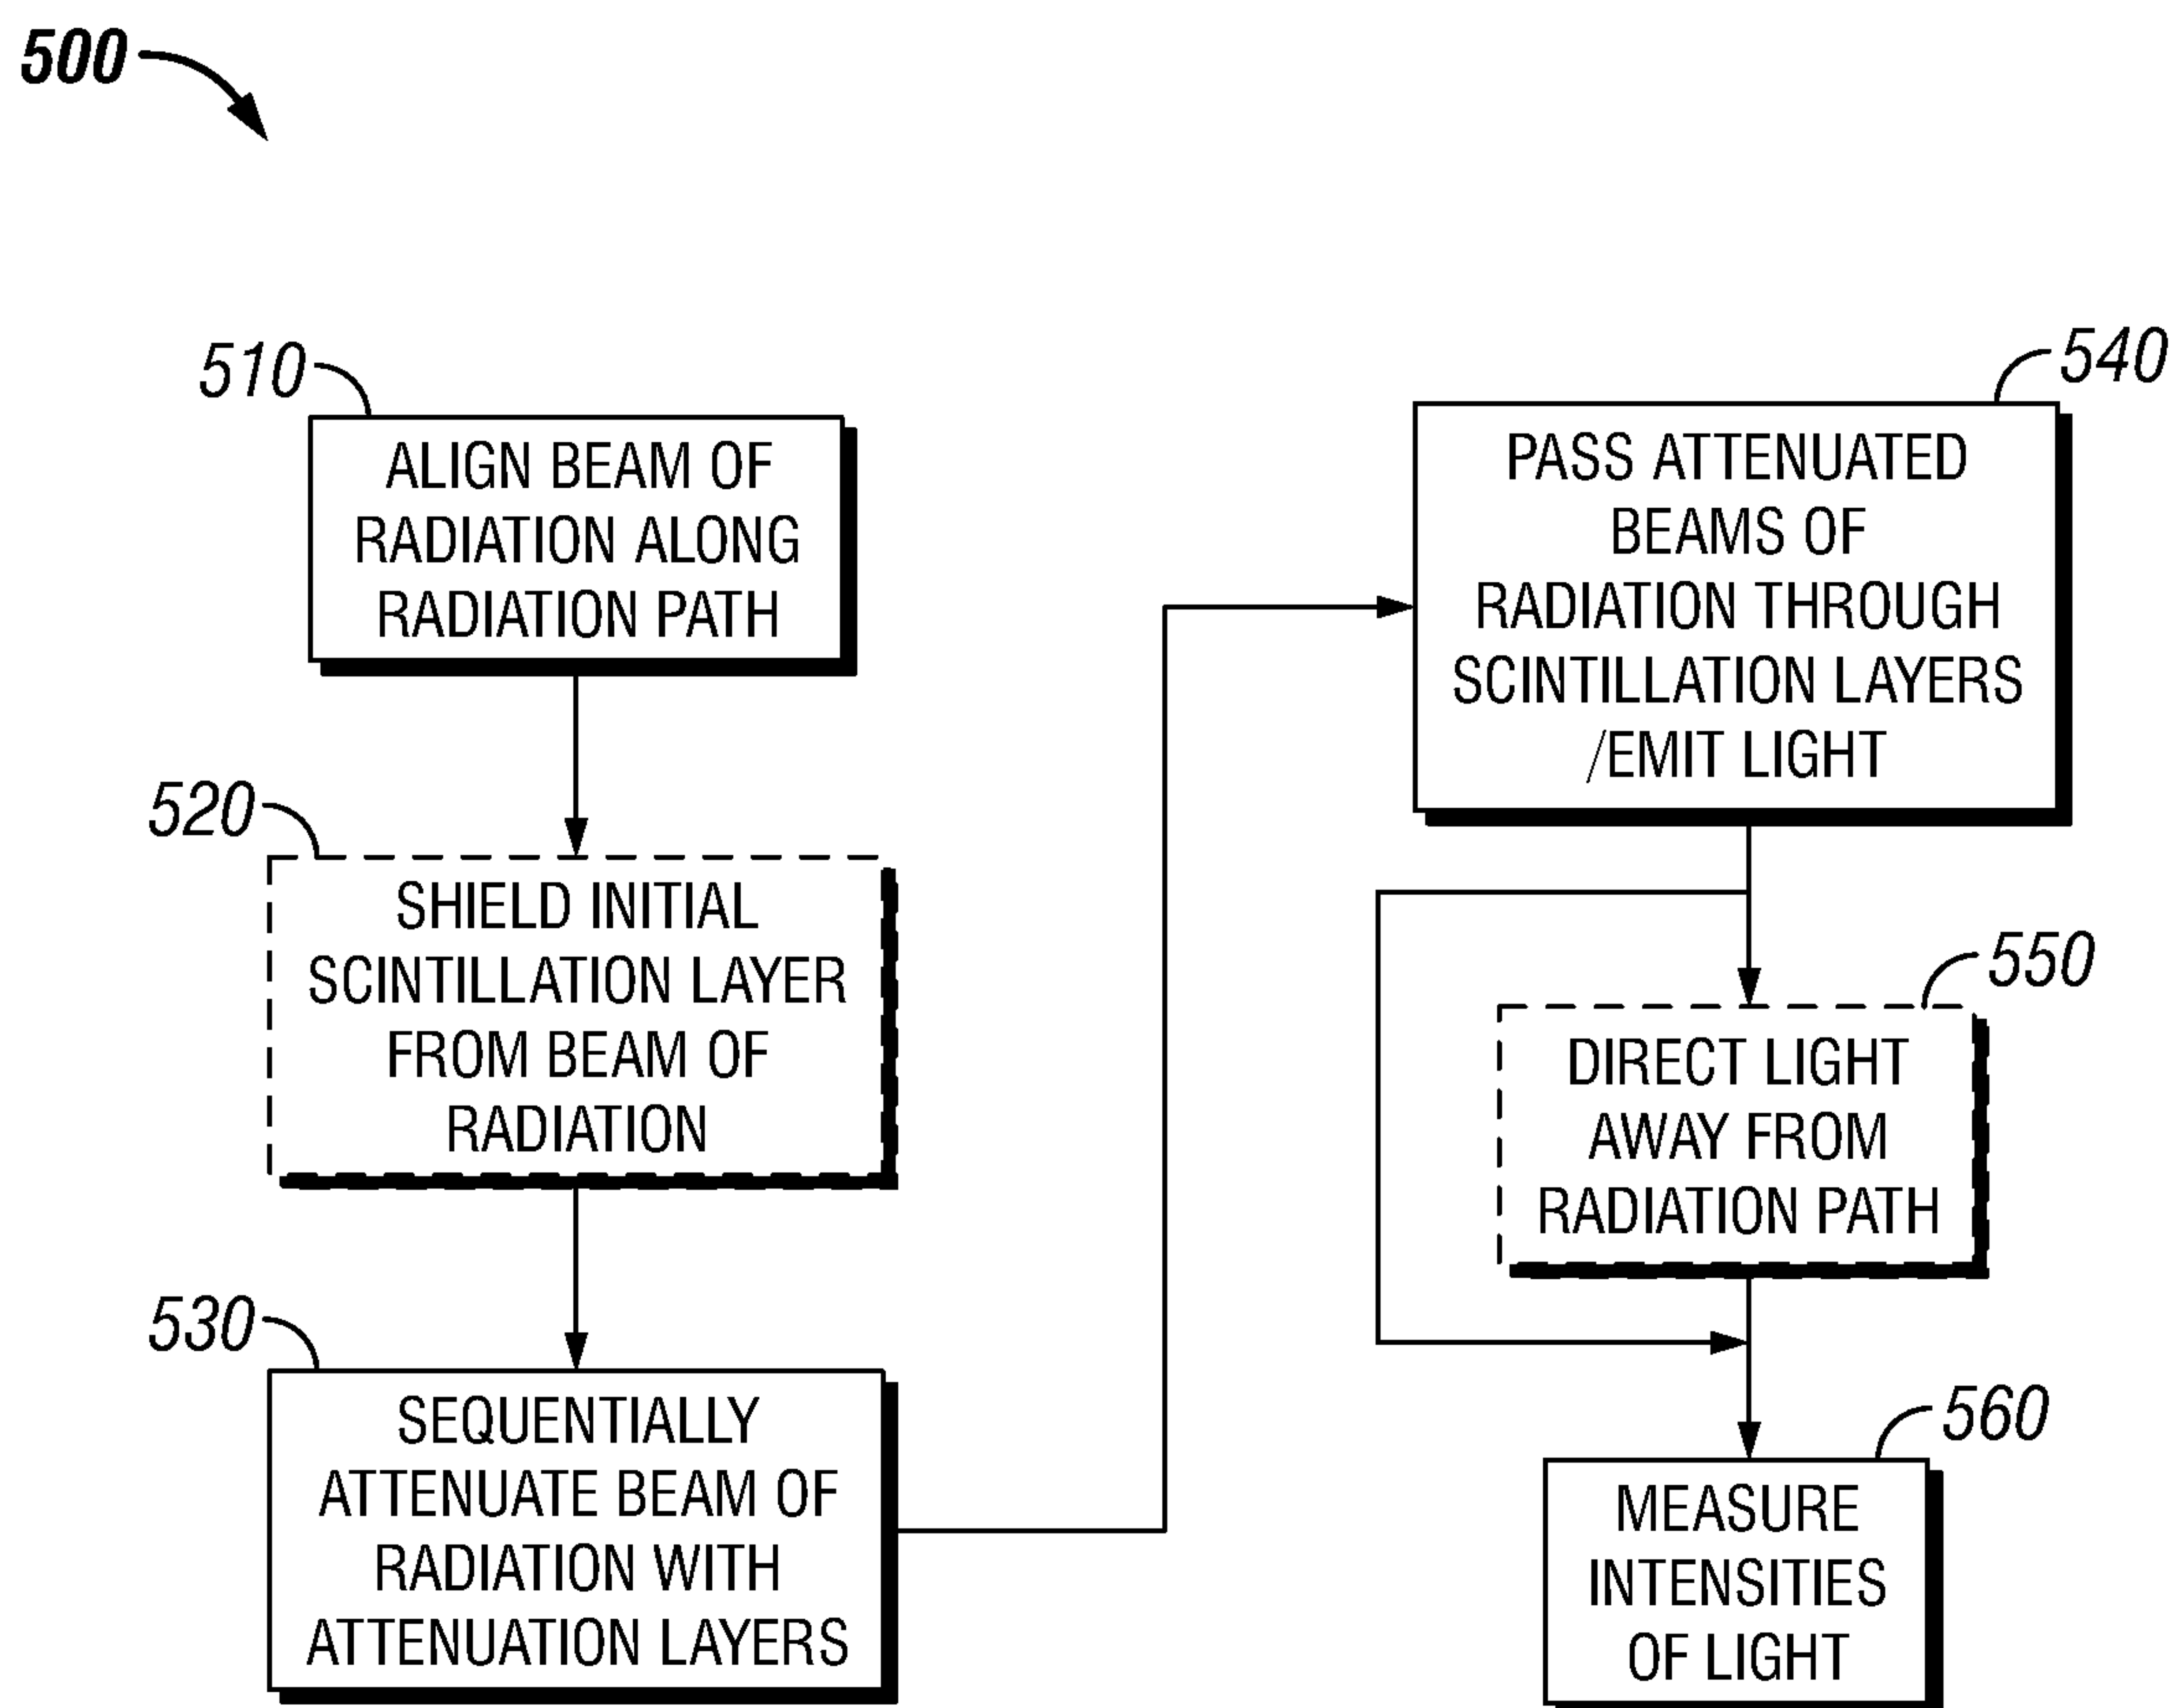 500
510
ALIGN BEAM OF
RADIATION ALONG
RADIATION PATH
520
SHIELD INITIAL
SCINTILLATION LAYER
FROM BEAM OF
RADIATION
530
SEQUENTIALLY
ATTENUATE BEAM OF
RADIATION WITH
ATTENUATION LAYERS
540
PASS ATTENUATED
BEAMS OF
RADIATION THROUGH
SCINTILLATION LAYERS
/EMIT LIGHT
550
DIRECT LIGHT
AWAY FROM
RADIATION PATH
560
MEASURE
INTENSITIES
OF LIGHT